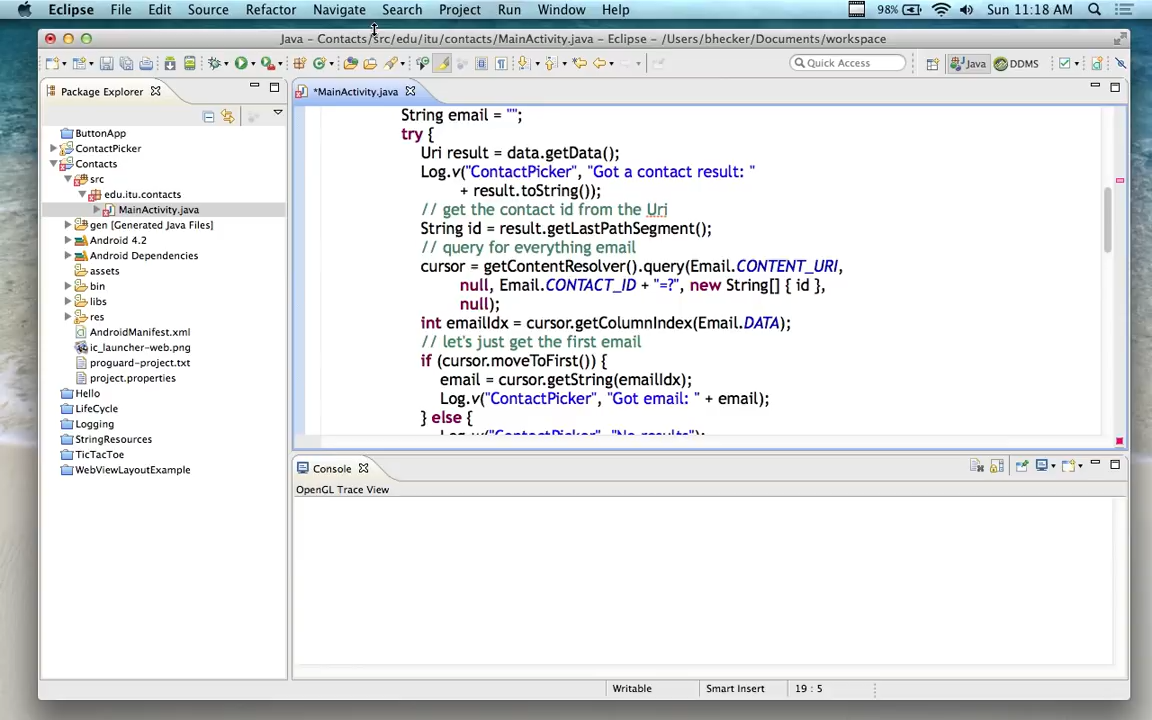 Eclipse File Edit Source Refactor Navigate Search Project Run Window Help 98% Sun 11:18 AM
Java – Contacts/src/edu/itu/contacts/MainActivity.java – Eclipse – /Users/bhecker/Documents/workspace
Quick Access Java DDMS
Package Explorer
*MainActivity.java
ButtonApp
ContactPicker
Contacts
src
edu.itu.contacts
MainActivity.java
gen [Generated Java Files]
Android 4.2
Android Dependencies
assets
bin
libs
res
AndroidManifest.xml
ic_launcher-web.png
proguard-project.txt
project.properties
Hello
LifeCycle
Logging
StringResources
TicTacToe
WebViewLayoutExample
String email = "";
try {
Uri result = data.getData();
Log.v("ContactPicker", "Got a contact result: "
+ result.toString());
// get the contact id from the Uri
String id = result.getLastPathSegment();
// query for everything email
cursor = getContentResolver().query(Email.CONTENT_URI,
null, Email.CONTACT_ID + "=?", new String[] { id },
null);
int emailIdx = cursor.getColumnIndex(Email.DATA);
// let's just get the first email
if (cursor.moveToFirst()) {
email = cursor.getString(emailIdx);
Log.v("ContactPicker", "Got email: " + email);
} else {
Log.v("ContactPicker", "No results");
Console
OpenGL Trace View
Writable Smart Insert 19 : 5